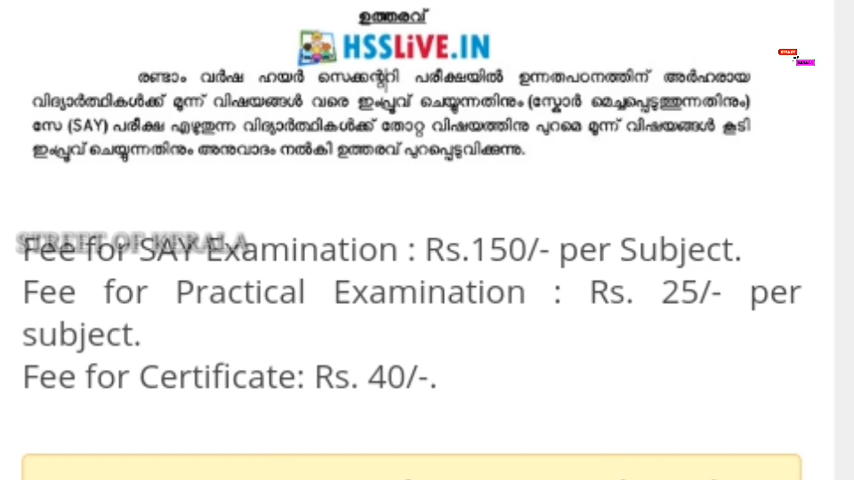 ഉത്തരവ്
HSSLiVE.IN
രണ്ടാം വർഷ ഹയർ സെക്കന്ററി പരീക്ഷയിൽ ഉന്നതപഠനത്തിന് അർഹരായ
വിദ്യാർത്ഥികൾക്ക് മൂന്ന് വിഷയങ്ങൾ വരെ ഇംപ്രൂവ് ചെയ്യുന്നതിനും (സ്കോർ മെച്ചപ്പെടുത്തുന്നതിനും)
സേ (SAY) പരീക്ഷ എഴുതുന്ന വിദ്യാർത്ഥികൾക്ക് തോറ്റ വിഷയത്തിനു പുറമെ മൂന്ന് വിഷയങ്ങൾ കൂടി
ഇംപ്രൂവ് ചെയ്യുന്നതിനും അനുവാദം നൽകി ഉത്തരവ് പുറപ്പെടുവിക്കുന്നു.
STREET OF KERALA
Fee for SAY Examination : Rs.150/- per Subject.
Fee for Practical Examination : Rs. 25/- per
subject.
Fee for Certificate: Rs. 40/-.